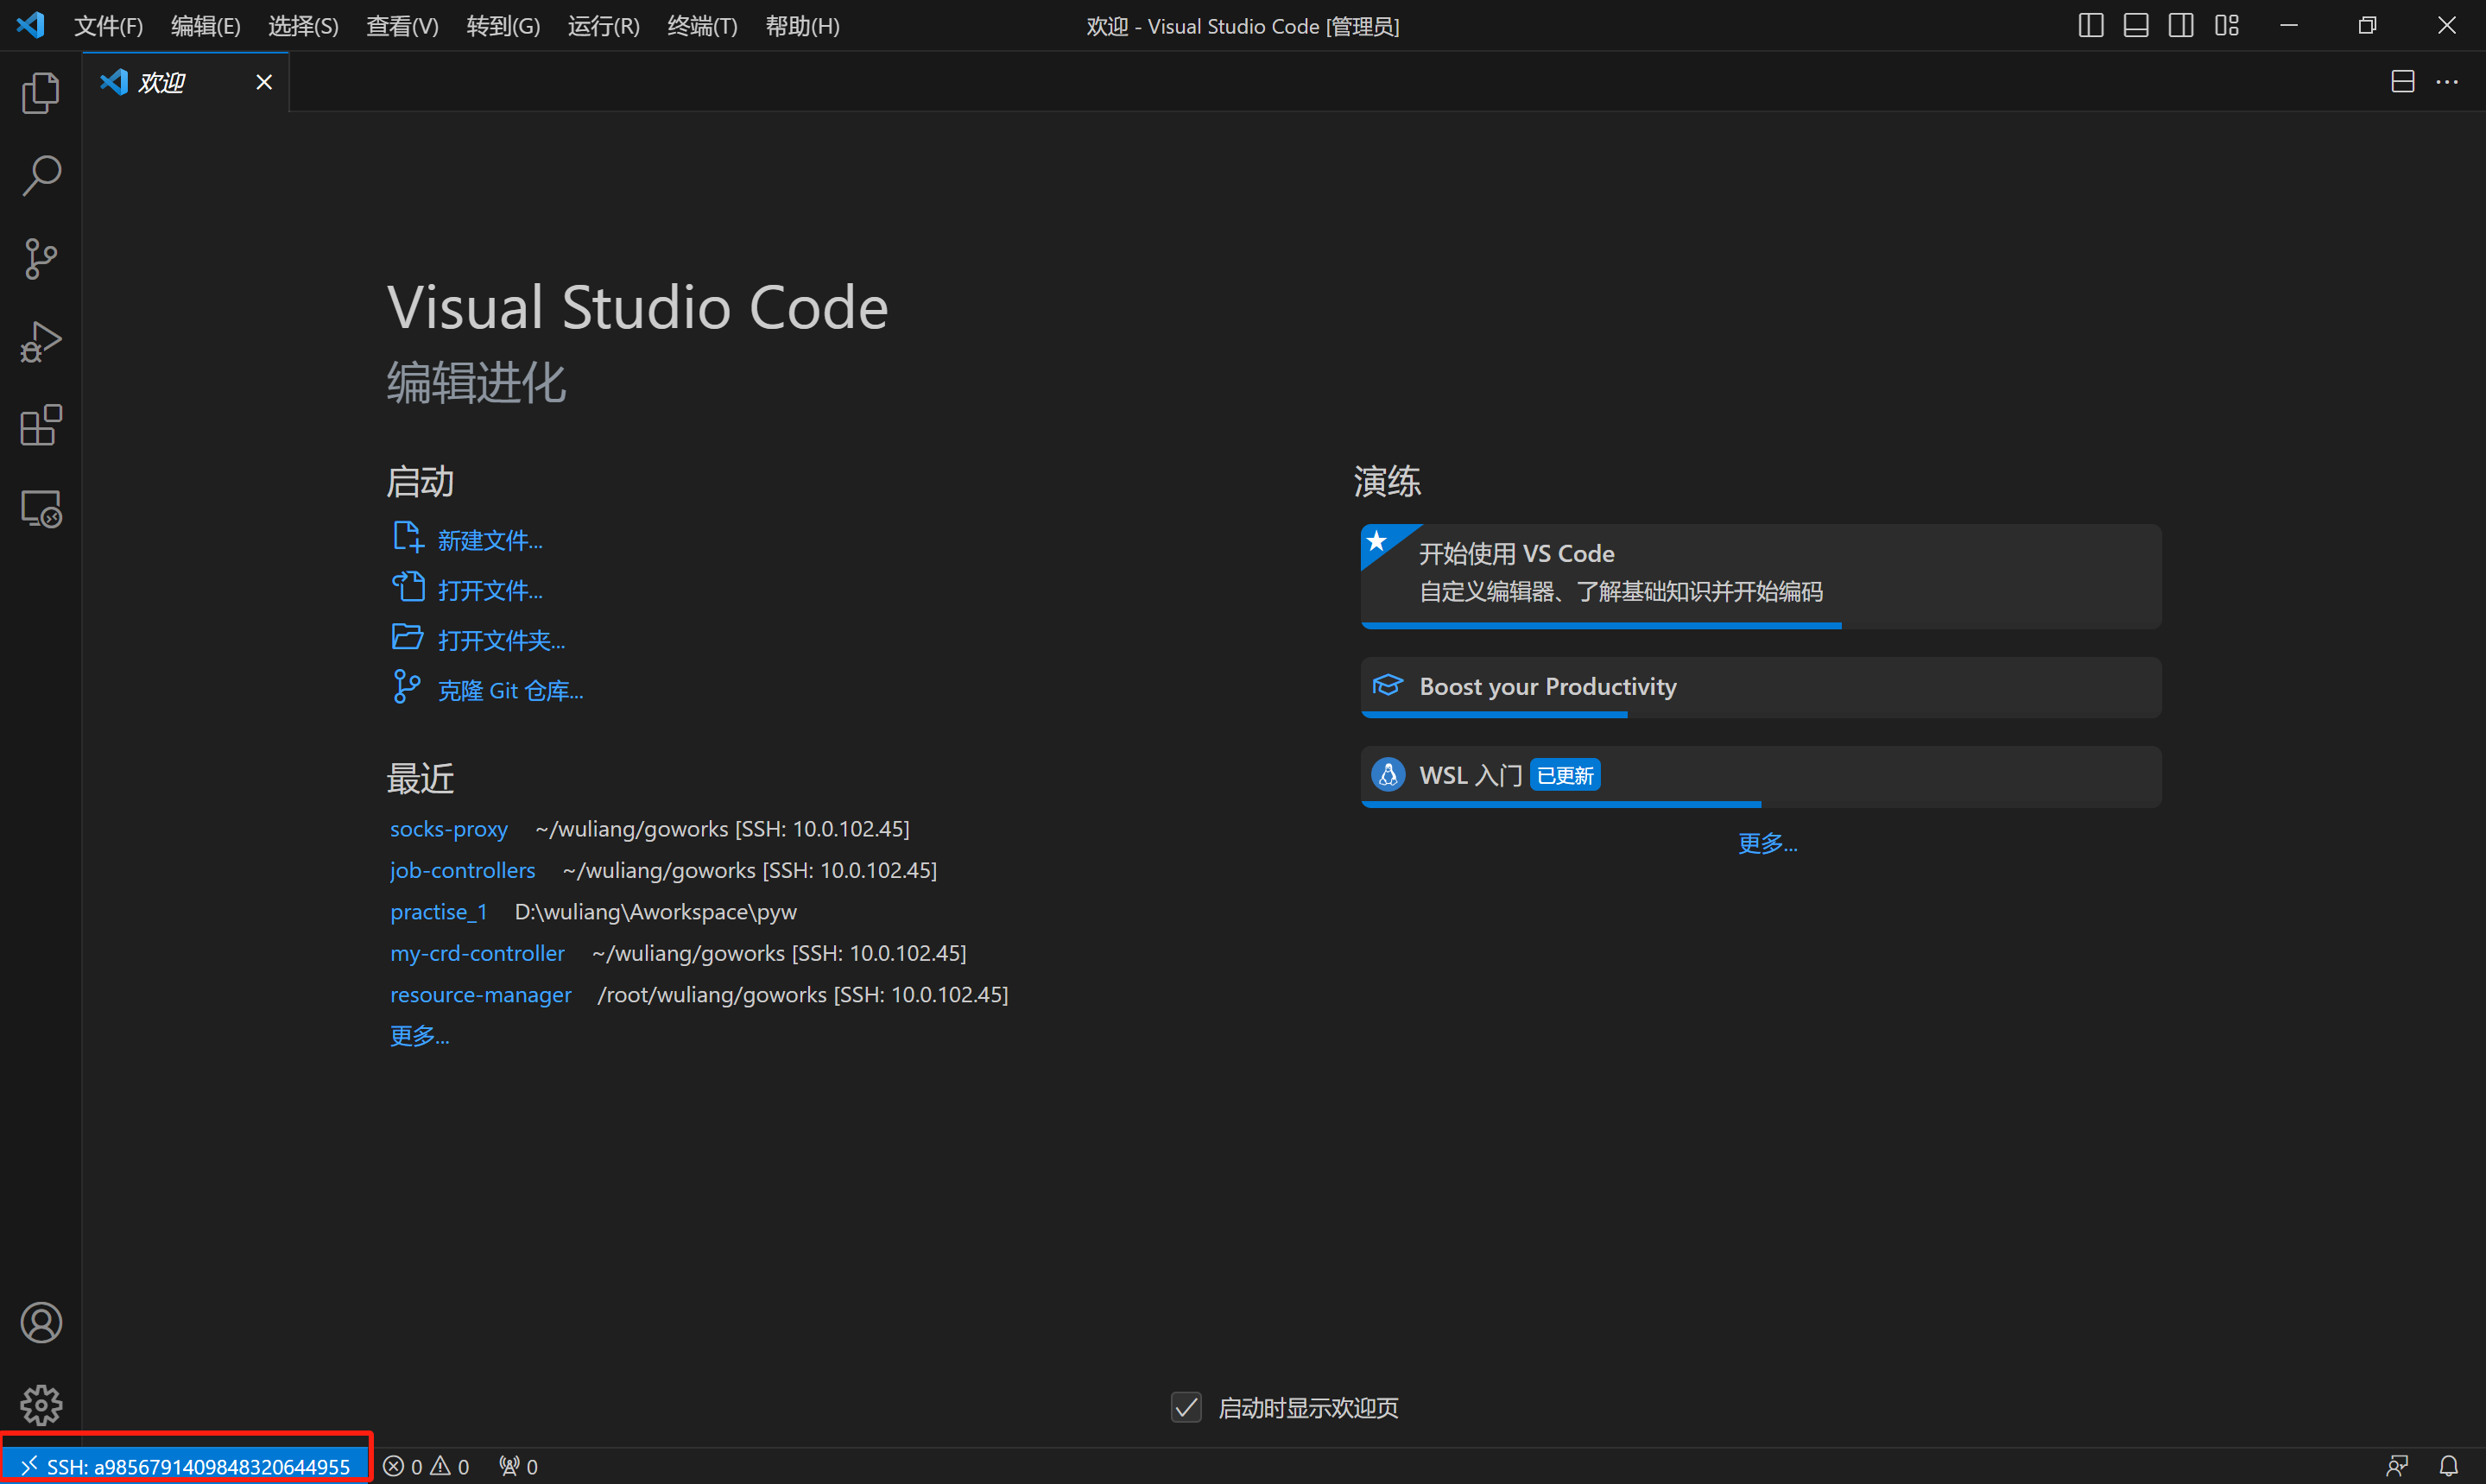 文件(F) 编辑(E) 选择(S) 查看(V) 转到(G) 运行(R) 终端(T) 帮助(H) 欢迎 - Visual Studio Code [管理员]
欢迎
Visual Studio Code
编辑进化
启动
新建文件...
打开文件...
打开文件夹...
克隆 Git 仓库...
最近
socks-proxy ~/wuliang/goworks [SSH: 10.0.102.45]
job-controllers ~/wuliang/goworks [SSH: 10.0.102.45]
practise_1 D:\wuliang\Aworkspace\pyw
my-crd-controller ~/wuliang/goworks [SSH: 10.0.102.45]
resource-manager /root/wuliang/goworks [SSH: 10.0.102.45]
更多...
演练
开始使用 VS Code
自定义编辑器、了解基础知识并开始编码
Boost your Productivity
WSL 入门 已更新
更多...
启动时显示欢迎页
SSH: a9856791409848320644955 0 0 0